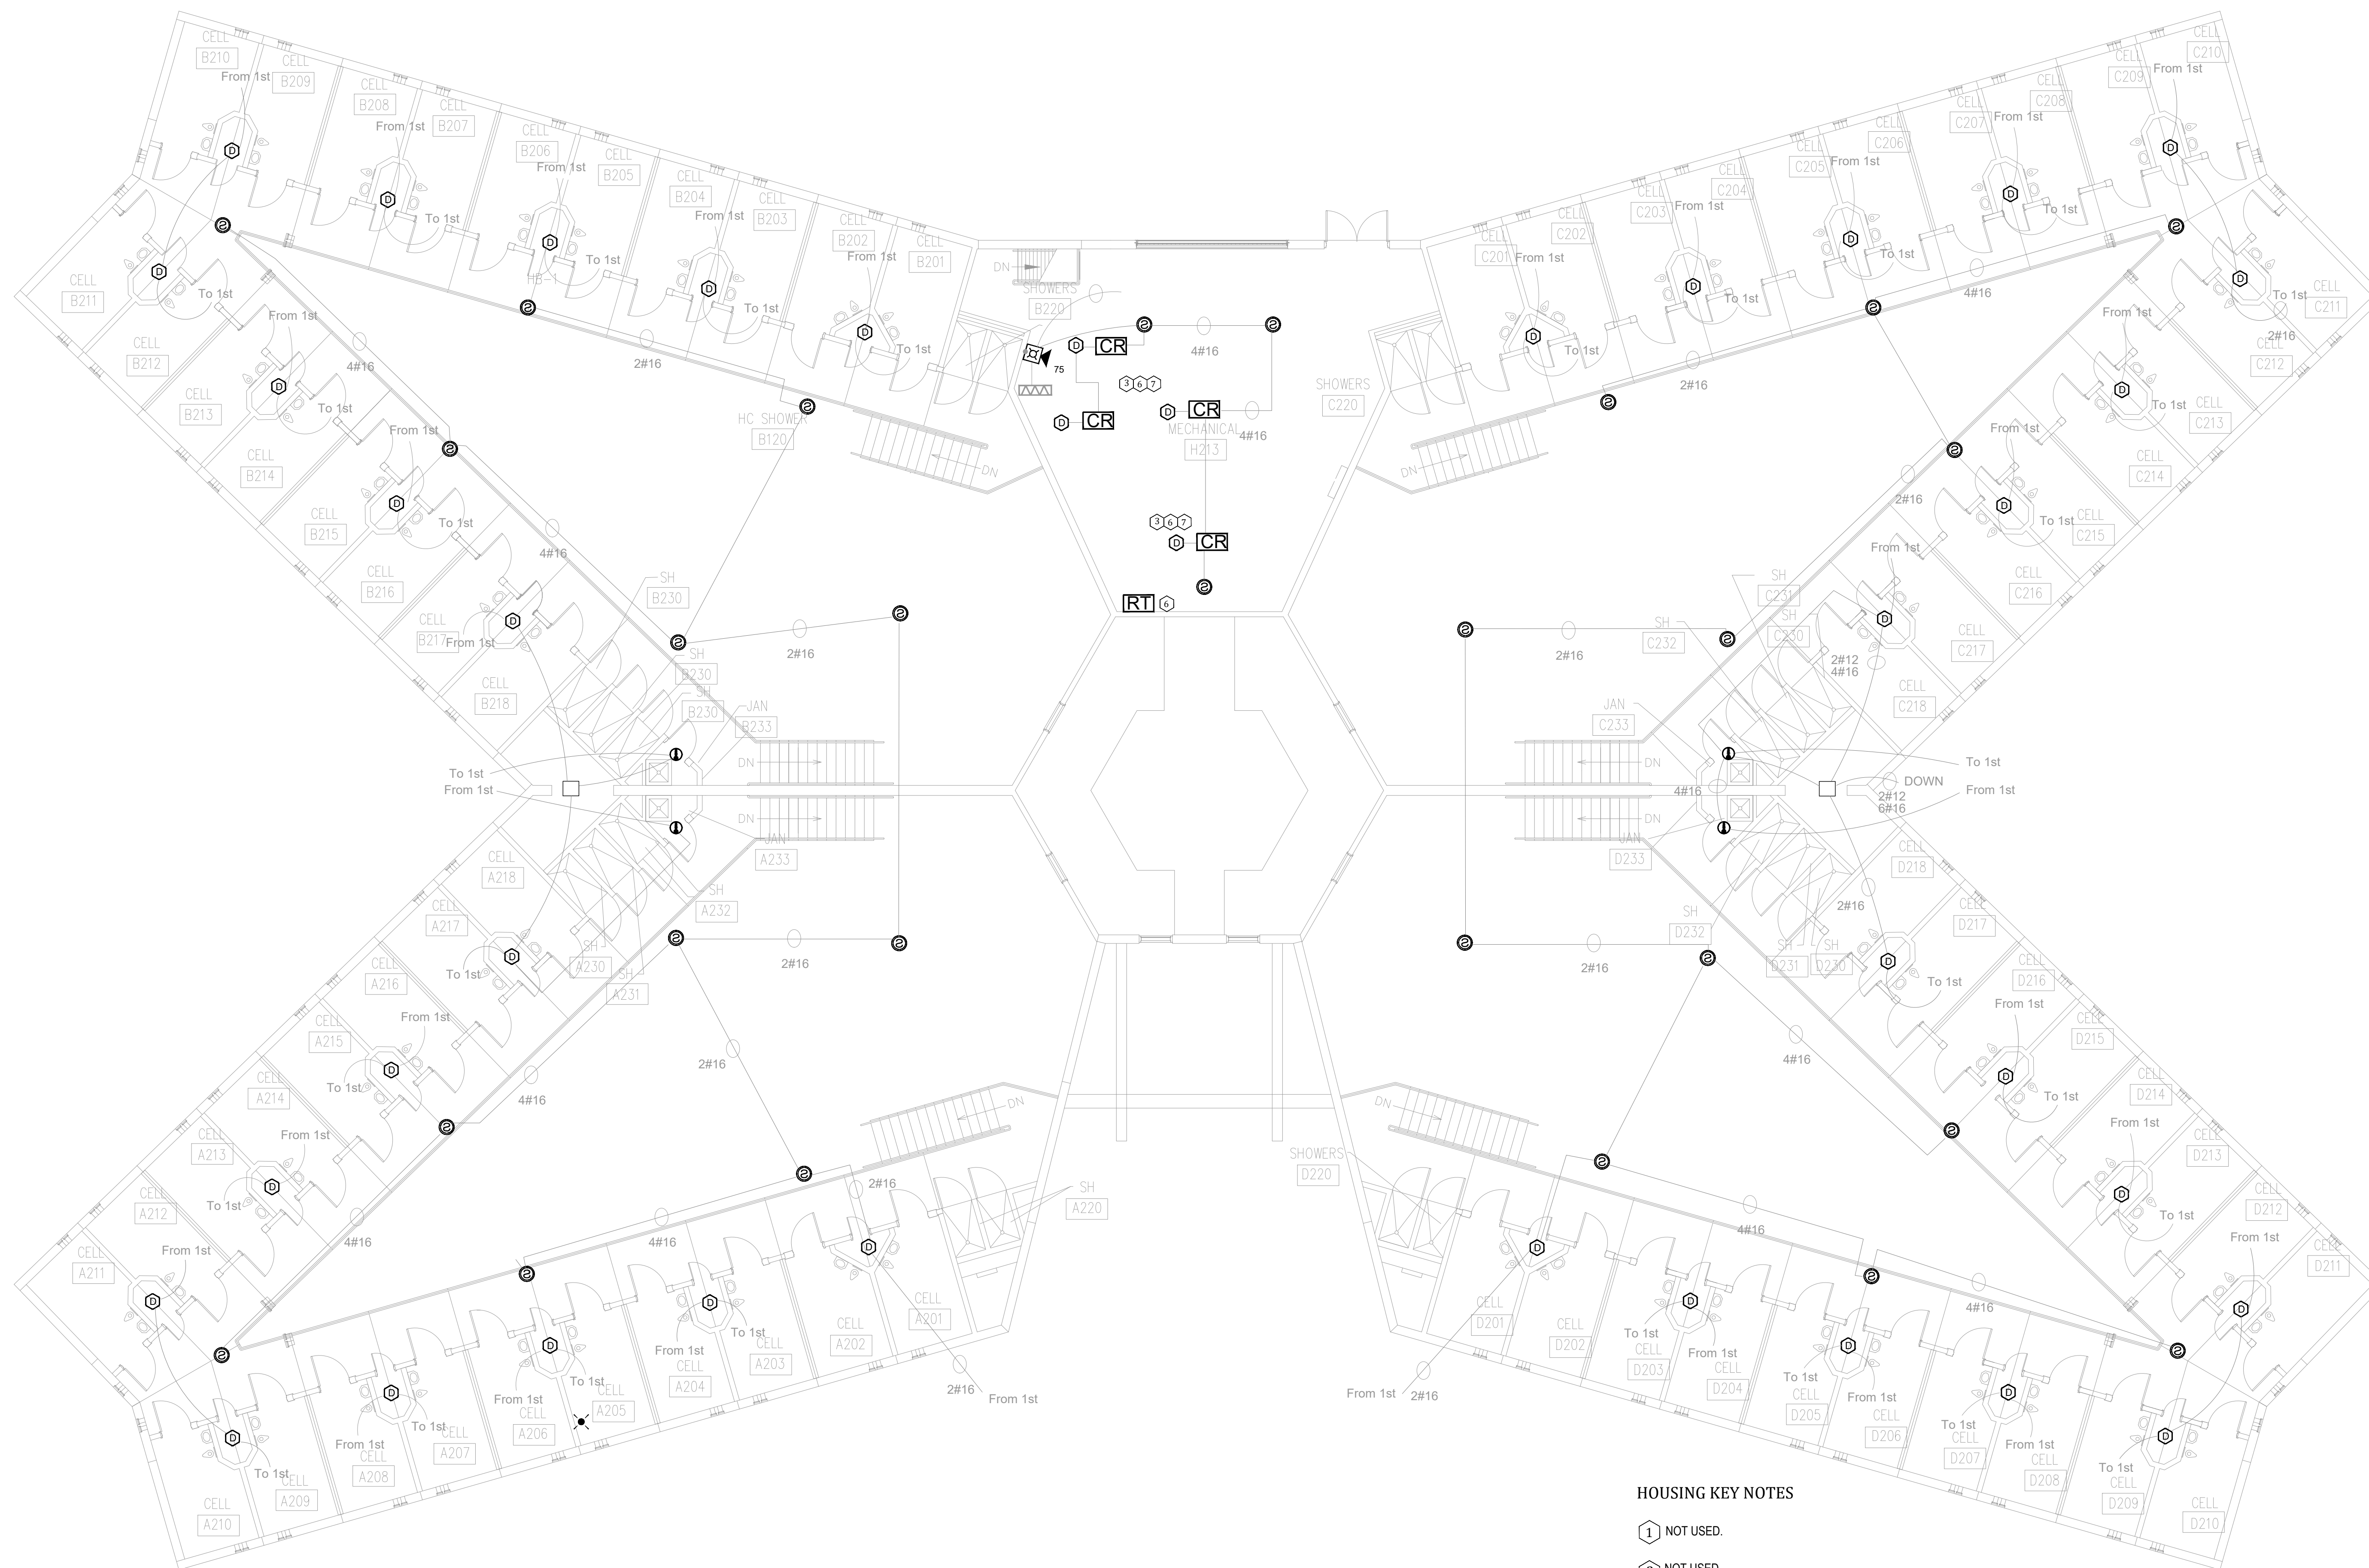 CELL
B210
From 1st
CELL
B209
CELL
B208
From 1st
CELL
B207
CELL
B206
From 1st
CELL
B205
CELL
B204
From 1st
CELL
B203
CELL
B202
From 1st
CELL
B201
To 1st
To 1st
To 1st
To 1st
HB-1
2#16
CELL
B211
To 1st
From 1st
CELL
B212
4#16
CELL
B213
To 1st
From 1st
CELL
B214
To 1st
CELL
B215
4#16
CELL
B216
CELL
B217
From 1st
CELL
B218
SH
B230
SH
B230
SH
B230
JAN
B233
2#16
HC SHOWER
B120
DN
DN
SHOWERS
B220
75
CR
D
3 6 7
CR
D
4#16
CR
D
MECHANICAL
H213
4#16
3 6 7
CR
D
RT
6
SHOWERS
C220
DN
CELL
C210
From 1st
CELL
C209
CELL
C208
From 1st
CELL
C207
CELL
C206
From 1st
CELL
C205
CELL
C204
From 1st
CELL
C203
CELL
C202
From 1st
CELL
C201
To 1st
To 1st
To 1st
To 1st
4#16
2#16
CELL
C211
To 1st
2#16
CELL
C212
From 1st
CELL
C213
To 1st
CELL
C214
From 1st
2#16
To 1st
CELL
C215
From 1st
CELL
C216
CELL
C217
CELL
C218
2#12
4#16
SH
C231
SH
C230
SH
C232
2#16
JAN
C233
DN
DN
To 1st
From 1st
DN
DN
To 1st
DOWN
From 1st
2#12
6#16
4#16
JAN
A233
JAN
D233
CELL
A218
CELL
A217
CELL
A216
To 1st
SH
A232
SH
A230
SH
A231
2#16
CELL
A215
From 1st
To 1st
CELL
A214
4#16
2#16
CELL
A213
From 1st
To 1st
CELL
A212
4#16
CELL
A211
From 1st
4#16
2#16
DN
SH
A220
CELL
A201
CELL
A202
CELL
A203
To 1st
From 1st
CELL
A204
CELL
A205
To 1st
From 1st
CELL
A206
CELL
A207
To 1st
From 1st
CELL
A208
CELL
A209
To 1st
CELL
A210
2#16
From 1st
CELL
D218
2#16
CELL
D217
SH
D232
SH
D231
SH
D230
2#16
To 1st
CELL
D216
From 1st
CELL
D215
4#16
To 1st
CELL
D214
From 1st
CELL
D213
To 1st
CELL
D212
From 1st
CELL
D211
DN
SHOWERS
D220
4#16
4#16
CELL
D201
CELL
D202
To 1st
CELL
D203
From 1st
CELL
D204
To 1st
CELL
D205
From 1st
CELL
D206
To 1st
CELL
D207
From 1st
CELL
D208
To 1st
CELL
D209
CELL
D210
From 1st
2#16
HOUSING KEY NOTES
1 NOT USED.